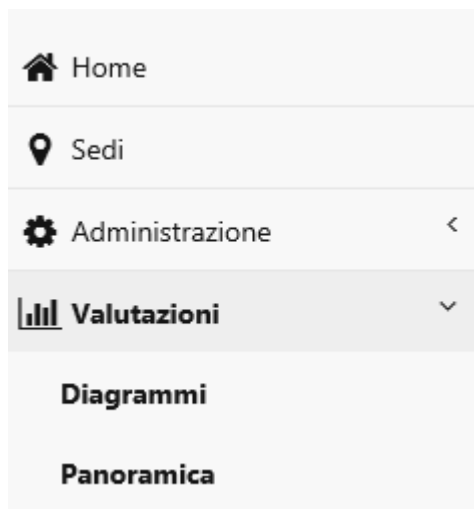 Home
Sedi
Administrazione
Valutazioni
Diagrammi
Panoramica